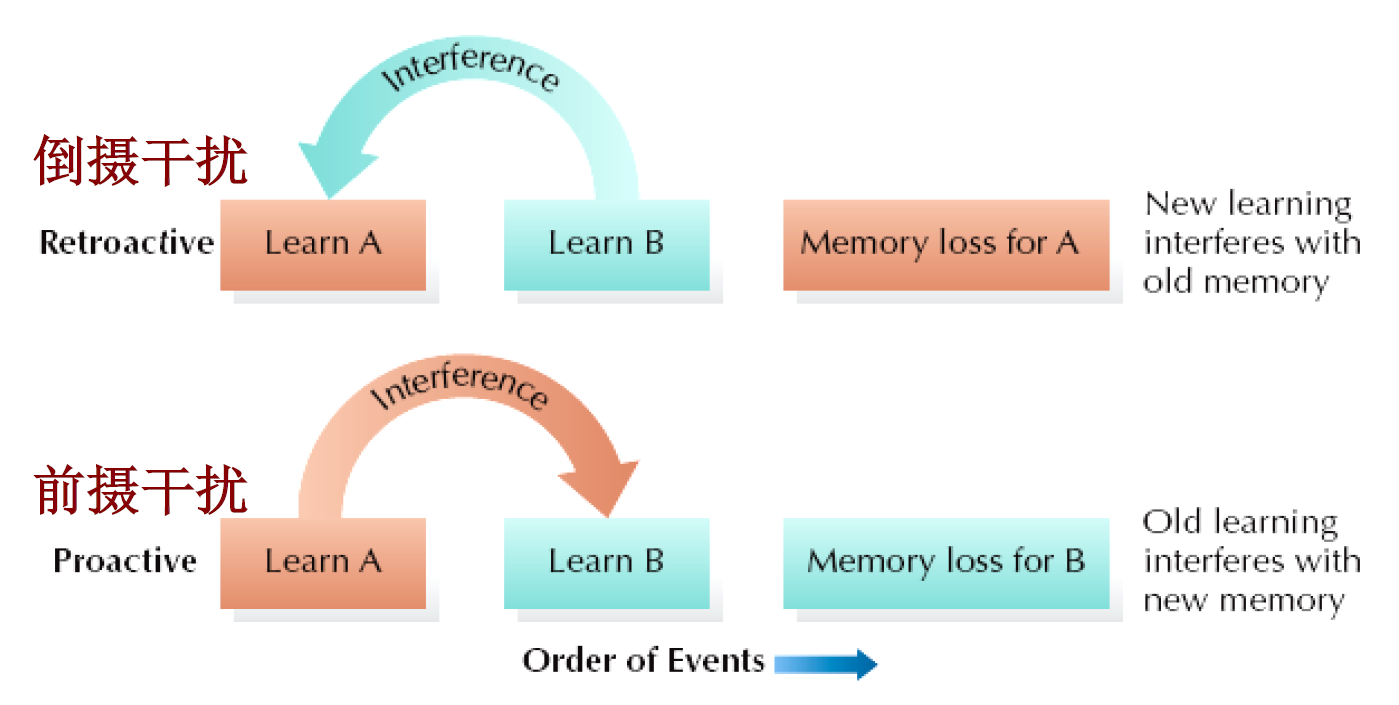 Interference
倒摄干扰
Retroactive
Learn A
Learn B
Memory loss for A
New learning
interferes with
old memory
Interference
前摄干扰
Proactive
Learn A
Learn B
Memory loss for B
Old learning
interferes with
new memory
Order of Events